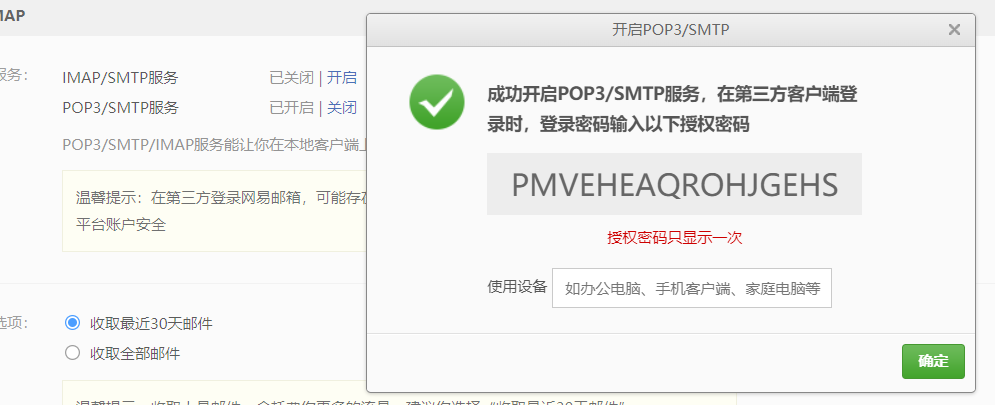 MAP
服务：
IMAP/SMTP服务 已关闭 | 开启
POP3/SMTP服务 已开启 | 关闭
POP3/SMTP/IMAP服务能让你在本地客户端上
温馨提示：在第三方登录网易邮箱，可能存在
平台账户安全
选项：
收取最近30天邮件
收取全部邮件
开启POP3/SMTP
成功开启POP3/SMTP服务，在第三方客户端登
录时，登录密码输入以下授权密码
PMVEHEAQROHJGEHS
授权密码只显示一次
使用设备 如办公电脑、手机客户端、家庭电脑等
确定